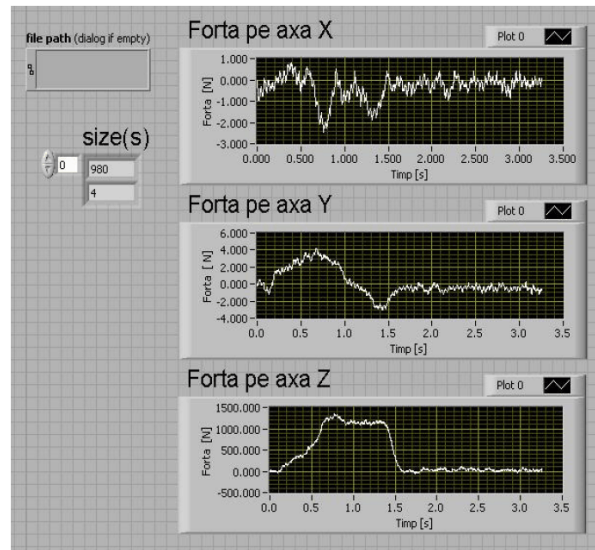 file path (dialog if empty)
size(s)
0
980
4
Forta pe axa X
Plot 0
Forta [N]
1.000
0.000
-1.000
-2.000
-3.000
0.000 0.500 1.000 1.500 2.000 2.500 3.000 3.500
Timp [s]
Forta pe axa Y
Plot 0
Forta [N]
6.000
4.000
2.000
0.000
-2.000
-4.000
0.0 0.5 1.0 1.5 2.0 2.5 3.0 3.5
Timp [s]
Forta pe axa Z
Plot 0
Forta [N]
1500.000
1000.000
500.000
0.000
-500.000
0.0 0.5 1.0 1.5 2.0 2.5 3.0 3.5
Timp [s]